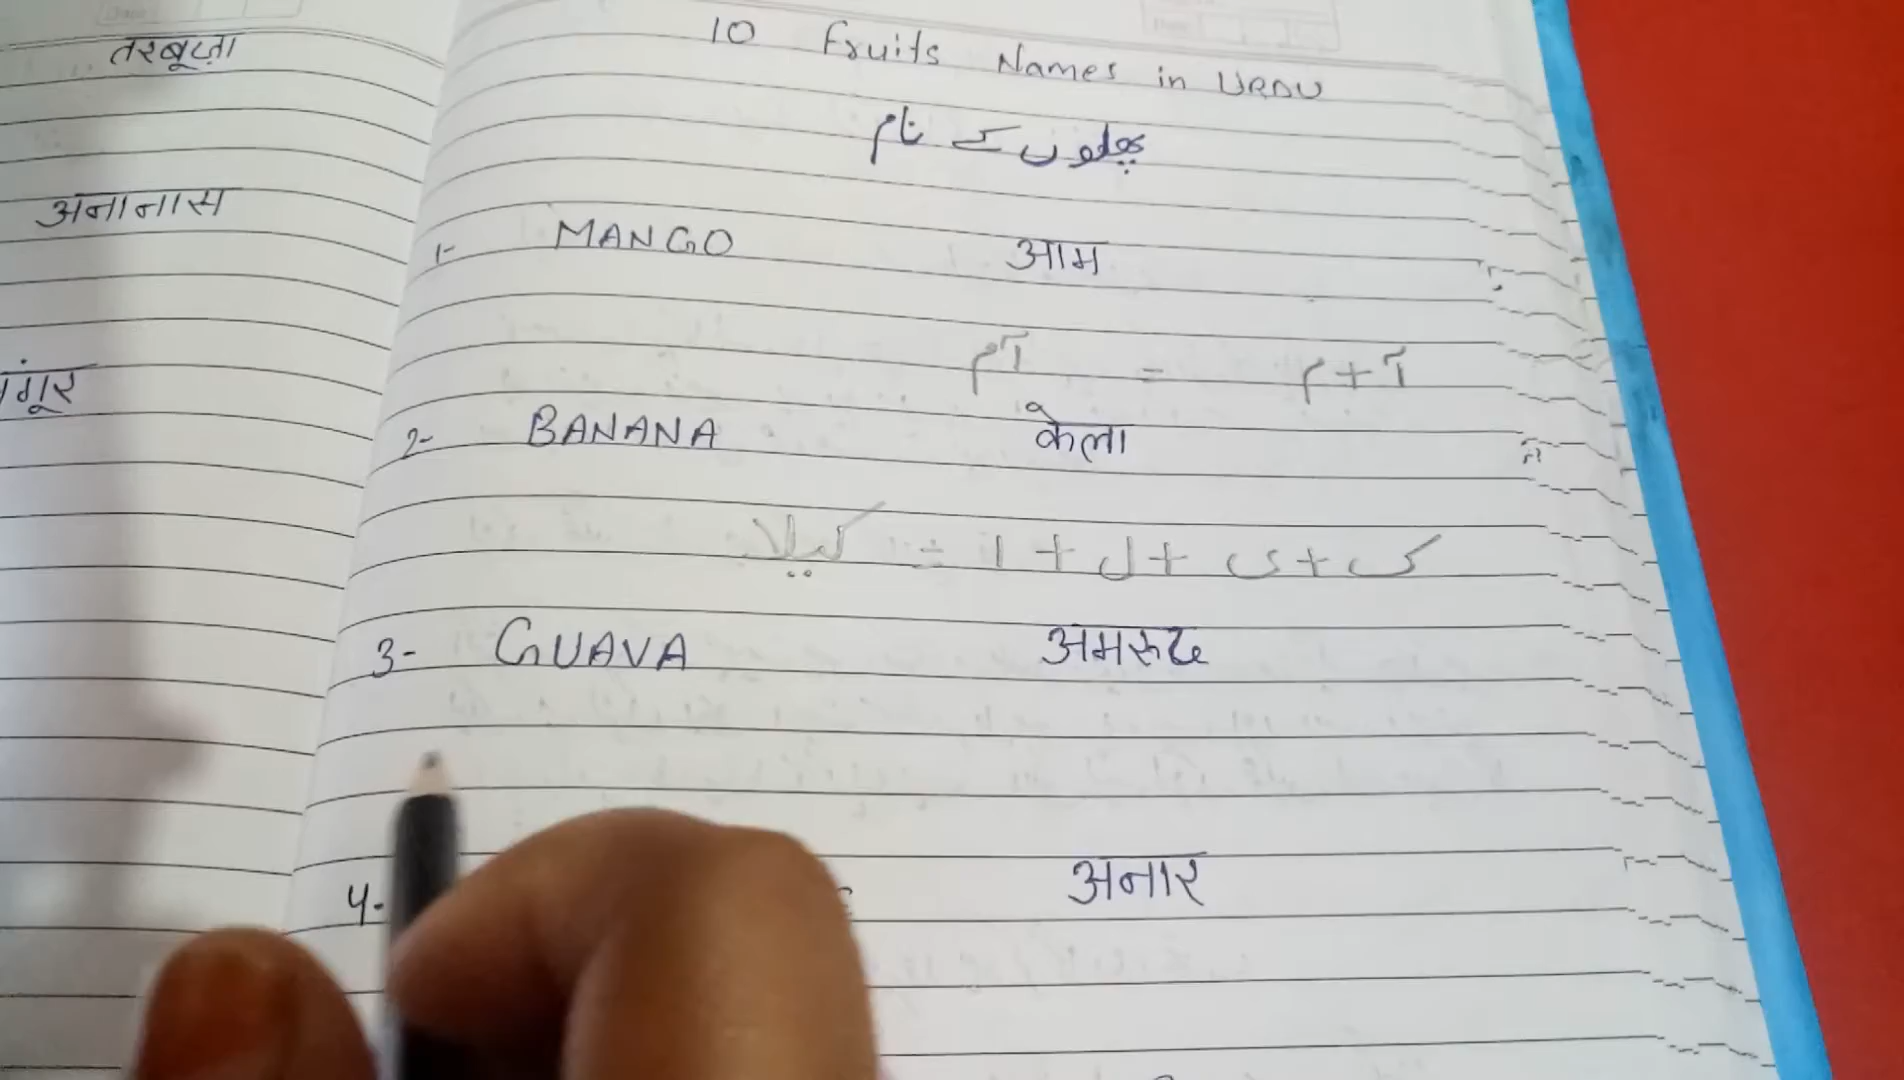 तरबूज़ा
अनानास
10 Fruits Names in URDU
پھلوں کے نام
1- MANGO आम
آم = م + آ
2- BANANA केला
کیلا = ا + ل + ی + ک
3- GUAVA अमरुद
4- अनार